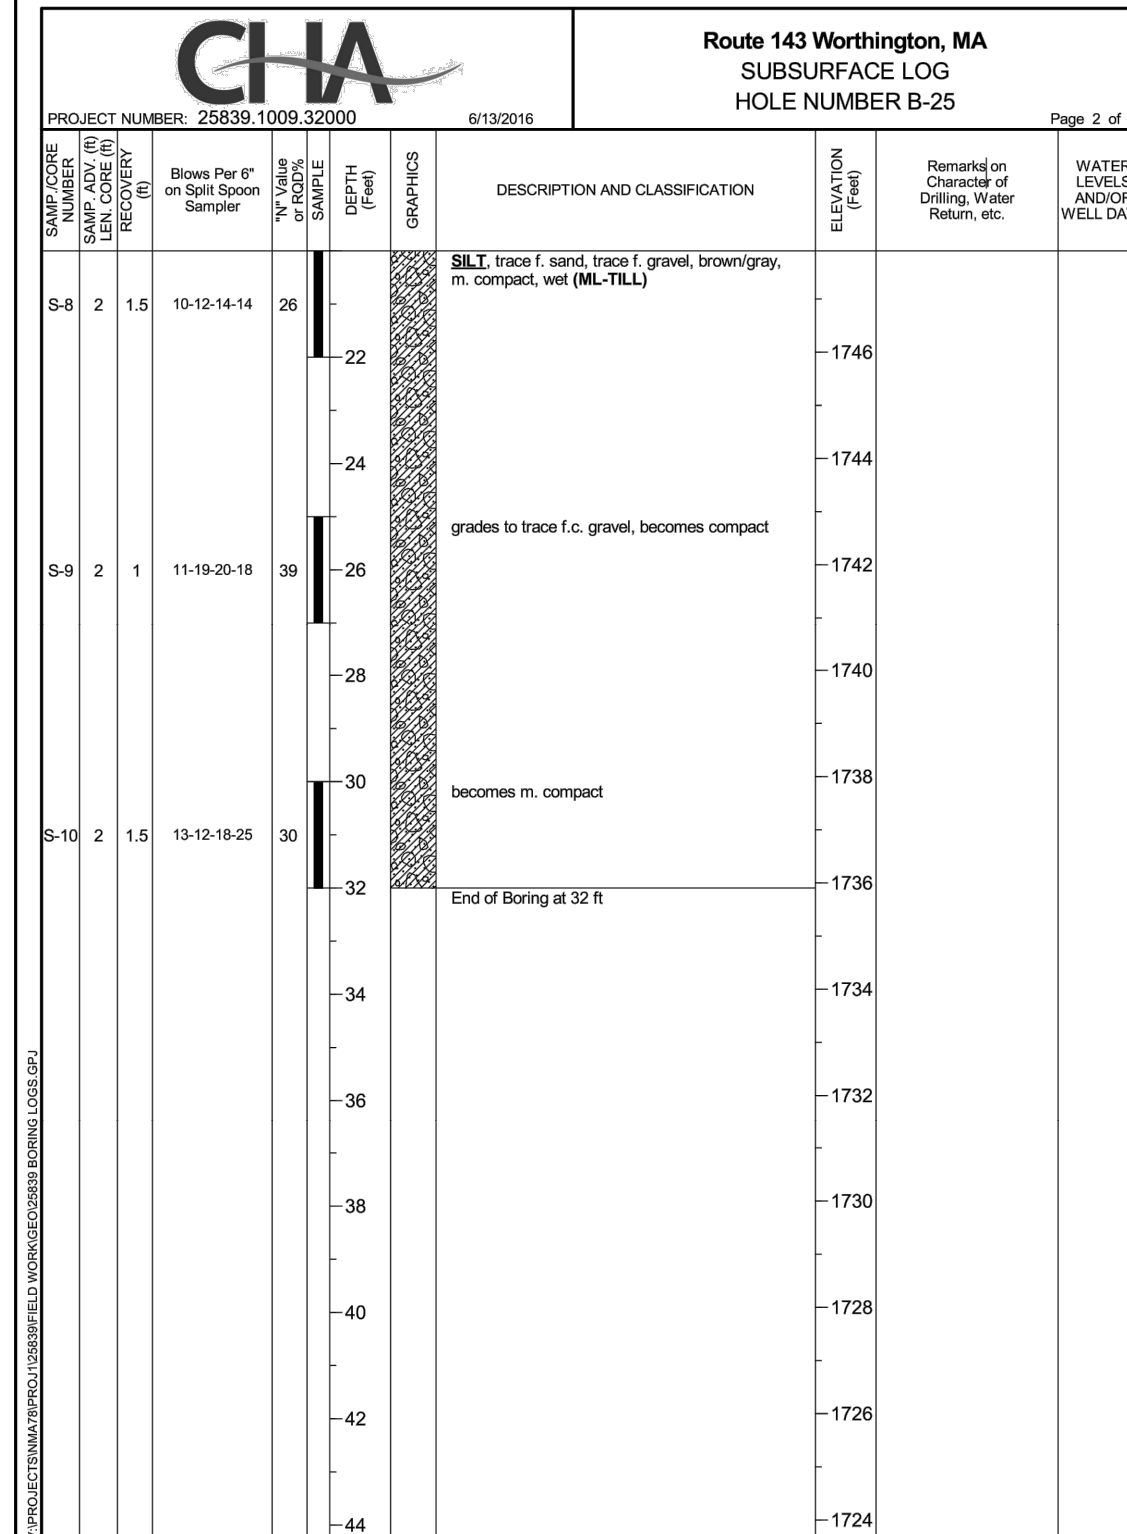 CHA
PROJECT NUMBER: 25839.1009.32000
6/13/2016
Route 143 Worthington, MA
SUBSURFACE LOG
HOLE NUMBER B-25
Page 2 of
SAMP./CORE
NUMBER
SAMP. ADV. (ft)
LEN. CORE (ft)
RECOVERY
(ft)
Blows Per 6"
on Split Spoon
Sampler
"N" Value
or RQD%
SAMPLE
DEPTH
(Feet)
GRAPHICS
DESCRIPTION AND CLASSIFICATION
ELEVATION
(Feet)
Remarks on
Character of
Drilling, Water
Return, etc.
WATER
LEVELS
AND/OR
WELL DA
SILT, trace f. sand, trace f. gravel, brown/gray,
m. compact, wet (ML-TILL)
S-8 2 1.5 10-12-14-14 26
22
1746
24
1744
grades to trace f.c. gravel, becomes compact
S-9 2 1 11-19-20-18 39
26
1742
28
1740
30
1738
becomes m. compact
S-10 2 1.5 13-12-18-25 30
32
1736
End of Boring at 32 ft
34
1734
36
1732
38
1730
40
1728
42
1726
44
1724
:\PROJECTS\NMA78\PROJ1\25839\FIELD WORK\GEO\25839 BORING LOGS.GPJ